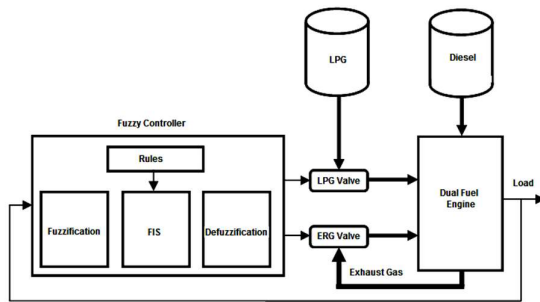 LPG
Diesel
Fuzzy Controller
Rules
Fuzzification
FIS
Defuzzification
LPG Valve
ERG Valve
Dual Fuel
Engine
Load
Exhaust Gas